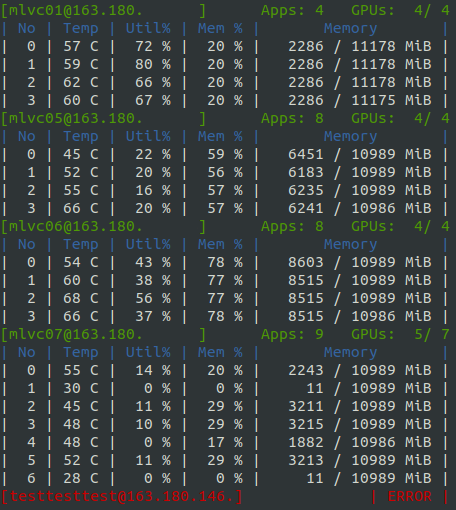 [mlvc01@163.180.       ]       Apps: 4   GPUs:  4/ 4
| No | Temp | Util% | Mem % |        Memory        |
|  0 | 57 C |  72 % |  20 % |    2286 / 11178 MiB |
|  1 | 59 C |  80 % |  20 % |    2286 / 11178 MiB |
|  2 | 62 C |  66 % |  20 % |    2286 / 11178 MiB |
|  3 | 60 C |  67 % |  20 % |    2286 / 11175 MiB |
[mlvc05@163.180.       ]       Apps: 8   GPUs:  4/ 4
| No | Temp | Util% | Mem % |        Memory        |
|  0 | 45 C |  22 % |  59 % |    6451 / 10989 MiB |
|  1 | 52 C |  20 % |  56 % |    6183 / 10989 MiB |
|  2 | 55 C |  16 % |  57 % |    6235 / 10989 MiB |
|  3 | 66 C |  20 % |  57 % |    6241 / 10986 MiB |
[mlvc06@163.180.       ]       Apps: 8   GPUs:  4/ 4
| No | Temp | Util% | Mem % |        Memory        |
|  0 | 54 C |  43 % |  78 % |    8603 / 10989 MiB |
|  1 | 60 C |  38 % |  77 % |    8515 / 10989 MiB |
|  2 | 68 C |  56 % |  77 % |    8515 / 10989 MiB |
|  3 | 66 C |  37 % |  78 % |    8515 / 10986 MiB |
[mlvc07@163.180.       ]       Apps: 9   GPUs:  5/ 7
| No | Temp | Util% | Mem % |        Memory        |
|  0 | 55 C |  14 % |  20 % |    2243 / 10989 MiB |
|  1 | 30 C |   0 % |   0 % |      11 / 10989 MiB |
|  2 | 45 C |  11 % |  29 % |    3211 / 10989 MiB |
|  3 | 48 C |  10 % |  29 % |    3215 / 10989 MiB |
|  4 | 48 C |   0 % |  17 % |    1882 / 10986 MiB |
|  5 | 52 C |  11 % |  29 % |    3213 / 10989 MiB |
|  6 | 28 C |   0 % |   0 % |      11 / 10989 MiB |
[testtesttest@163.180.146.]              | ERROR |